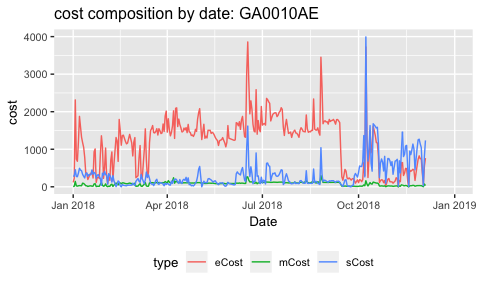 cost composition by date: GA0010AE
4000
3000
2000
1000
0
cost
Jan 2018
Apr 2018
Jul 2018
Oct 2018
Jan 2019
Date
type
eCost
mCost
sCost